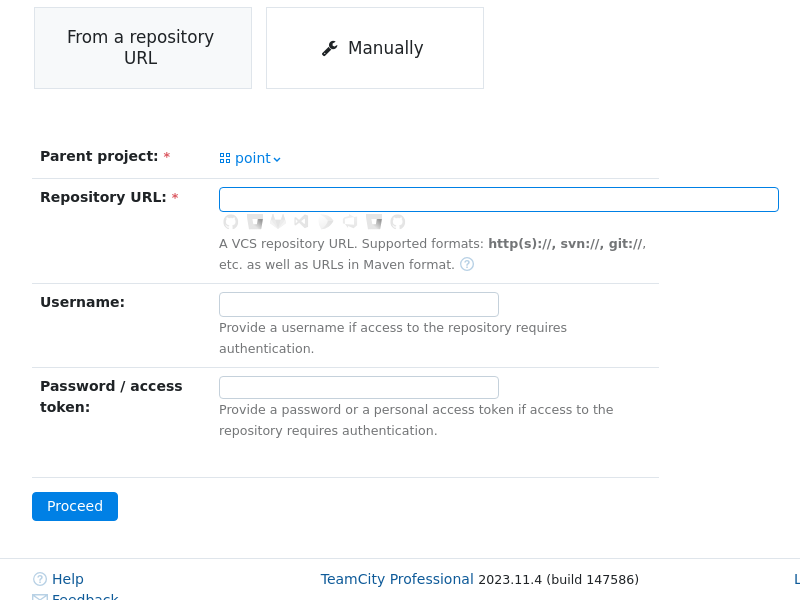 From a repository
URL
Manually
Parent project: *
point
Repository URL: *
A VCS repository URL. Supported formats: http(s)://, svn://, git://,
etc. as well as URLs in Maven format. ?
Username:
Provide a username if access to the repository requires
authentication.
Password / access
token:
Provide a password or a personal access token if access to the
repository requires authentication.
Proceed
? Help
TeamCity Professional 2023.11.4 (build 147586)
L
Feedback